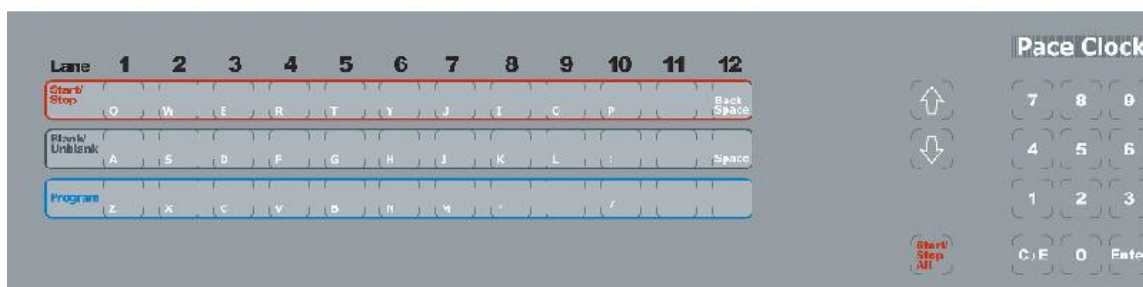 Pace Clock
Lane 1 2 3 4 5 6 7 8 9 10 11 12
Start/
Stop
Q W E R T Y I P
Back
Space
7 8 9
Blank/
Unblank
A S D F G H J K L : Space
4 5 6
Program
Z X C V B N M /
1 2 3
Start/
Stop
All
C/E 0 Ente